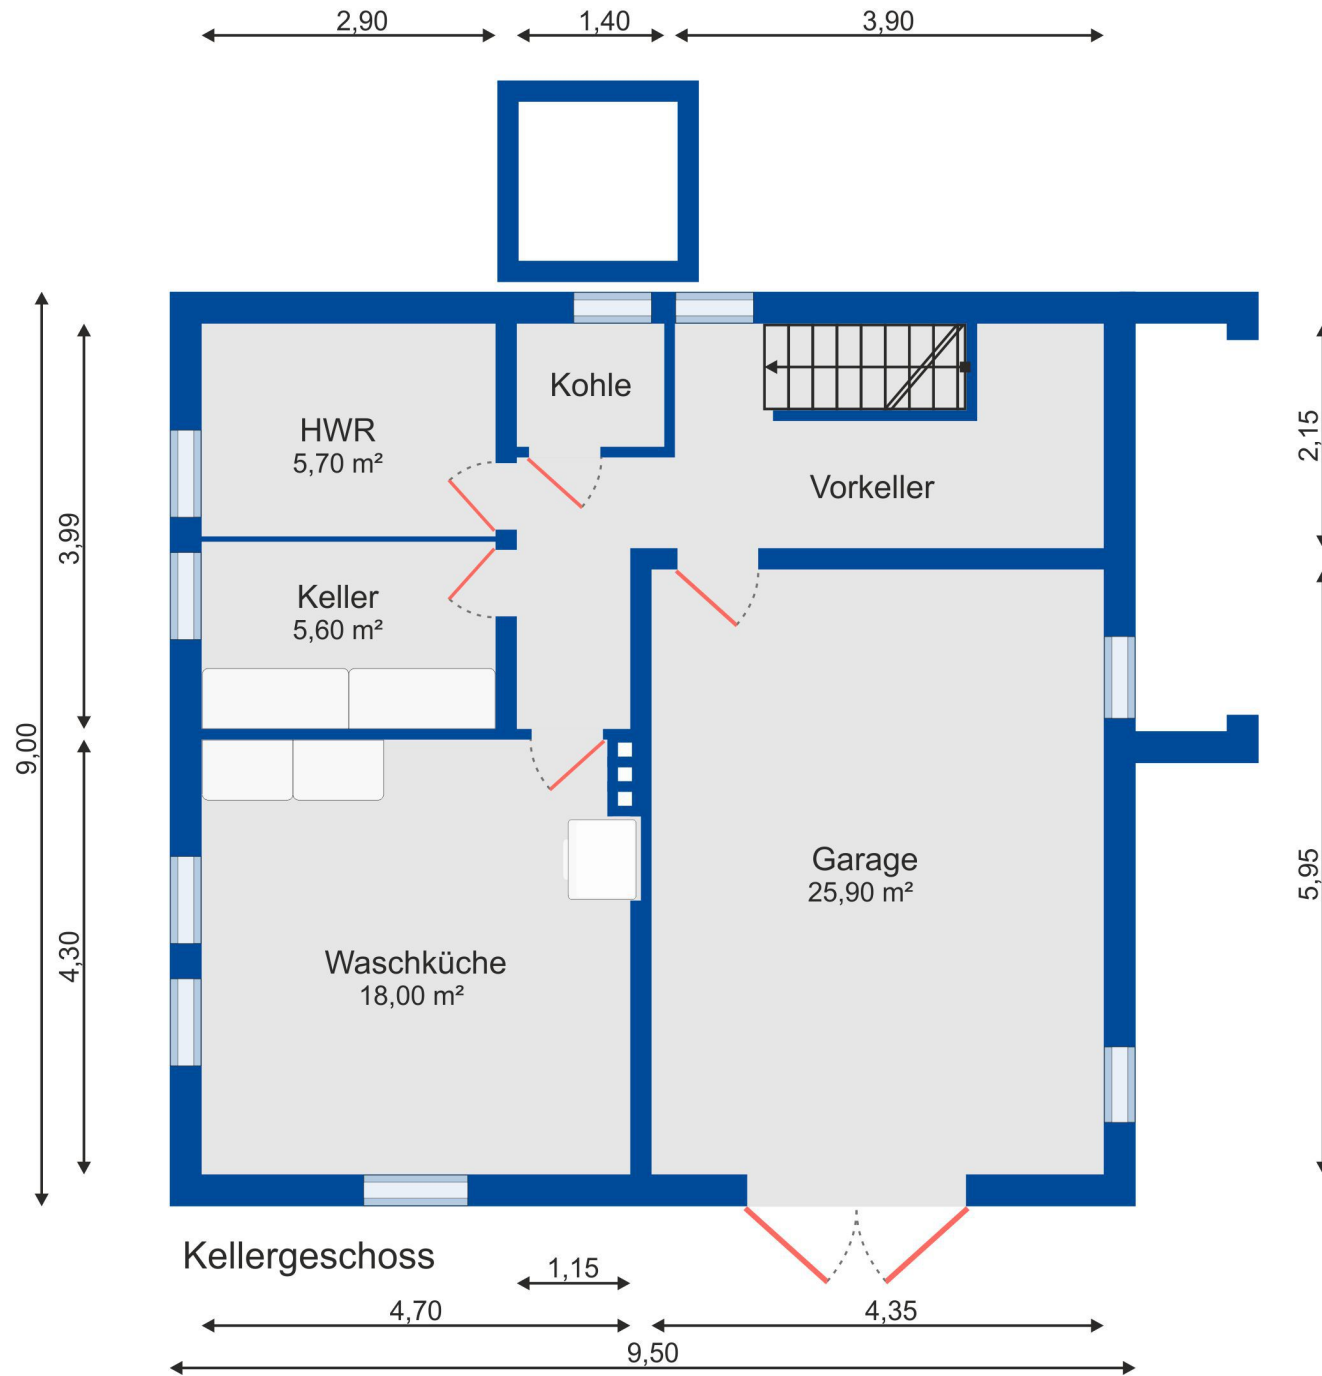 2,90
1,40
3,90
Kohle
HWR
5,70 m²
Vorkeller
2,15
3,99
Keller
5,60 m²
9,00
Garage
25,90 m²
5,95
4,30
Waschküche
18,00 m²
Kellergeschoss
1,15
4,70
4,35
9,50